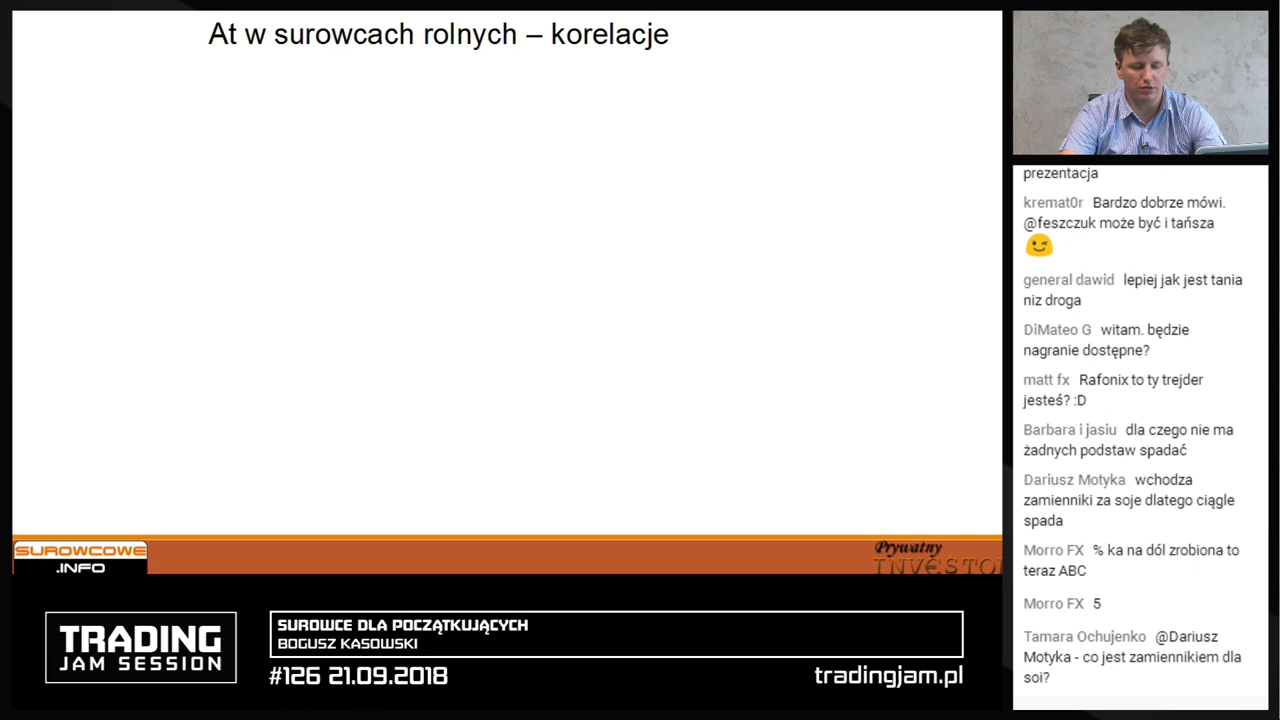 At w surowcach rolnych – korelacje
SUROWCOWE
.INFO
Prywatny
INVESTO
TRADING
JAM SESSION
SUROWCE DLA POCZĄTKUJĄCYCH
BOGUSZ KASOWSKI
#126 21.09.2018
tradingjam.pl
prezentacja
kremat0r Bardzo dobrze mówi.
@feszczuk może być i tańsza
😉
general dawid lepiej jak jest tania
niz droga
DiMateo G witam. będzie
nagranie dostępne?
matt fx Rafonix to ty trejder
jesteś? :D
Barbara i jasiu dla czego nie ma
żadnych podstaw spadać
Dariusz Motyka wchodza
zamienniki za soje dlatego ciągle
spada
Morro FX % ka na dól zrobiona to
teraz ABC
Morro FX 5
Tamara Ochujenko @Dariusz
Motyka - co jest zamiennikiem dla
soi?